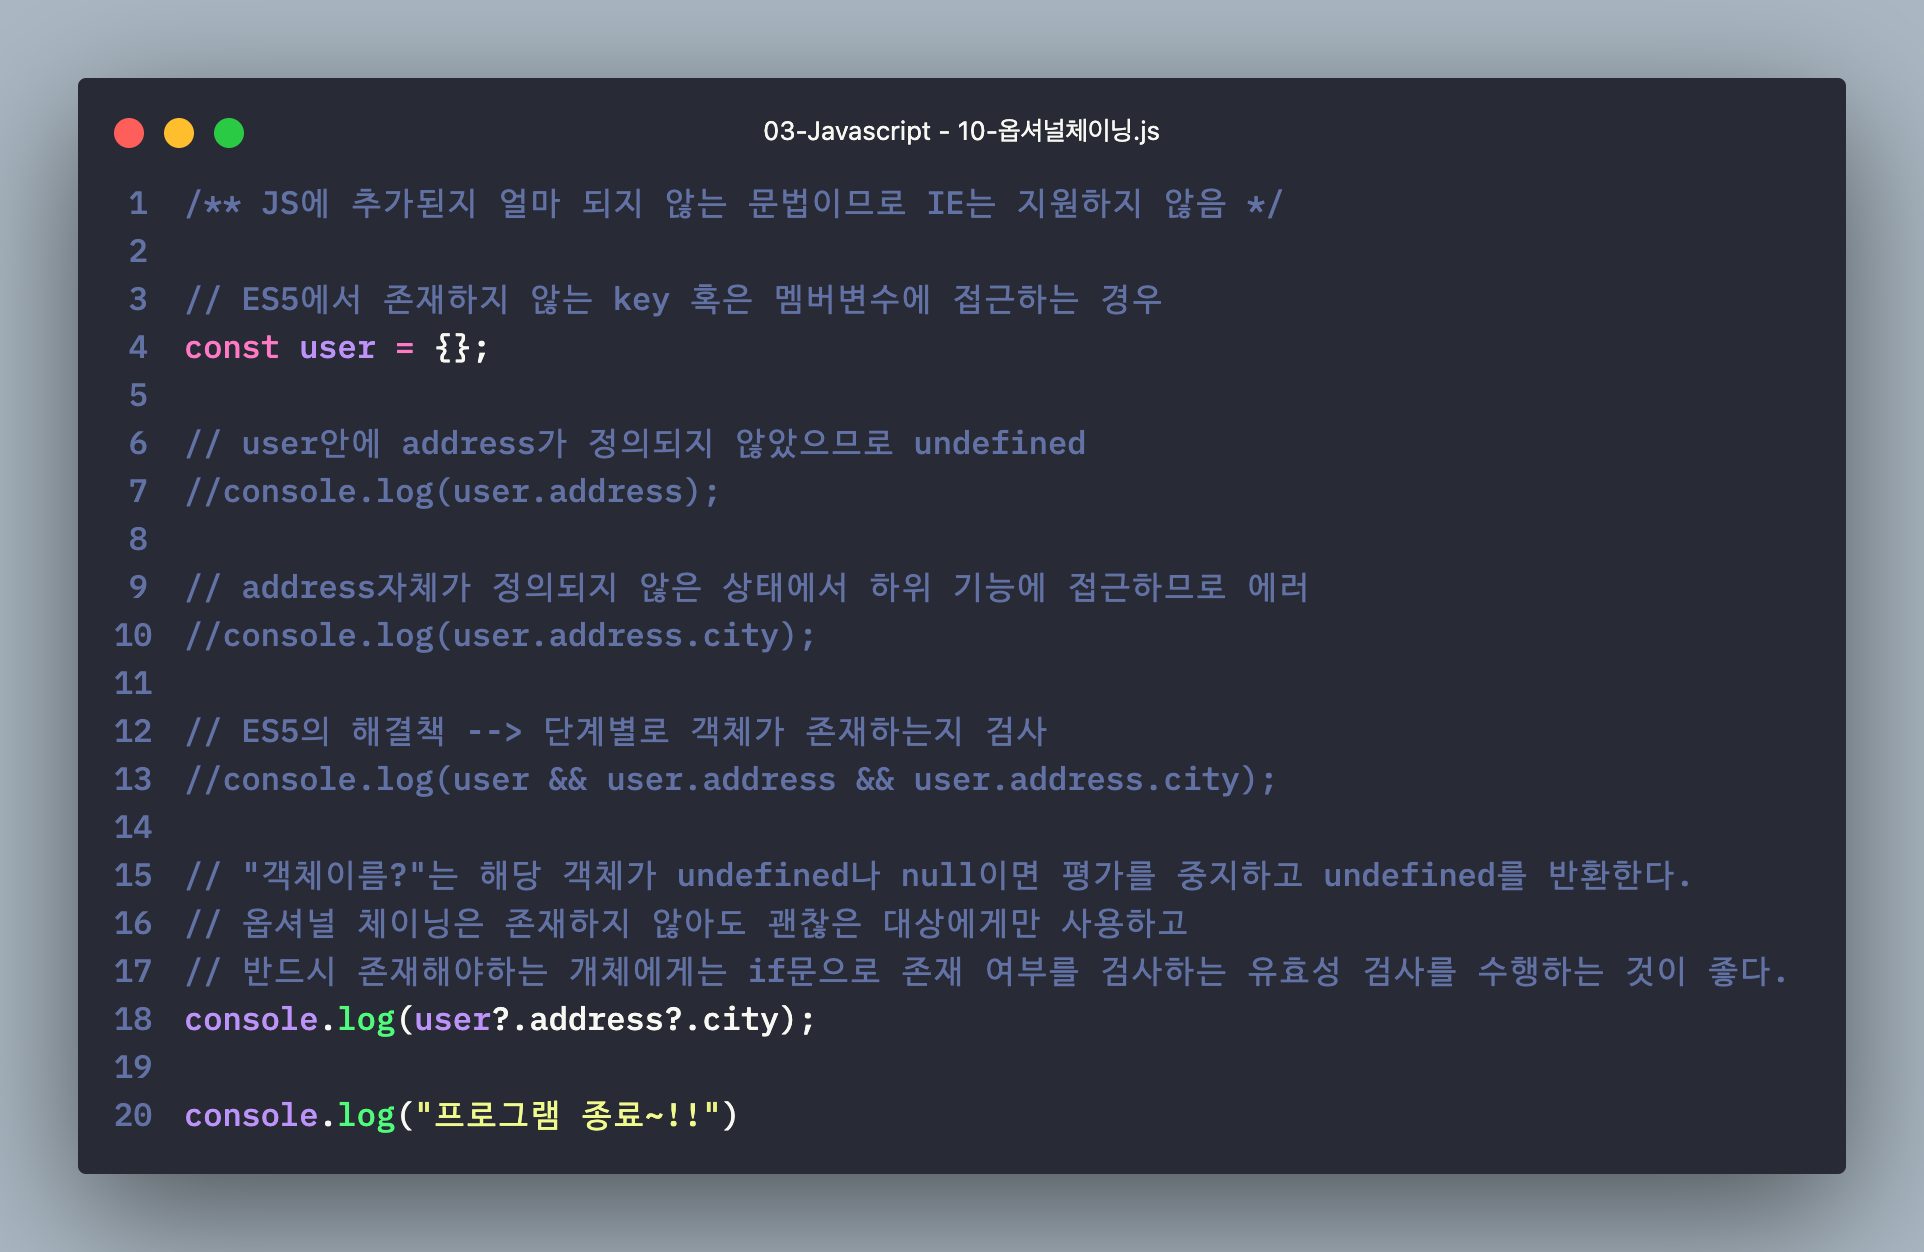 03-Javascript - 10-옵셔널체이닝.js
1 /** JS에 추가된지 얼마 되지 않는 문법이므로 IE는 지원하지 않음 */
2
3 // ES5에서 존재하지 않는 key 혹은 멤버변수에 접근하는 경우
4 const user = {};
5
6 // user안에 address가 정의되지 않았으므로 undefined
7 //console.log(user.address);
8
9 // address자체가 정의되지 않은 상태에서 하위 기능에 접근하므로 에러
10 //console.log(user.address.city);
11
12 // ES5의 해결책 --> 단계별로 객체가 존재하는지 검사
13 //console.log(user && user.address && user.address.city);
14
15 // "객체이름?"는 해당 객체가 undefined나 null이면 평가를 중지하고 undefined를 반환한다.
16 // 옵셔널 체이닝은 존재하지 않아도 괜찮은 대상에게만 사용하고
17 // 반드시 존재해야하는 개체에게는 if문으로 존재 여부를 검사하는 유효성 검사를 수행하는 것이 좋다.
18 console.log(user?.address?.city);
19
20 console.log("프로그램 종료~!!")